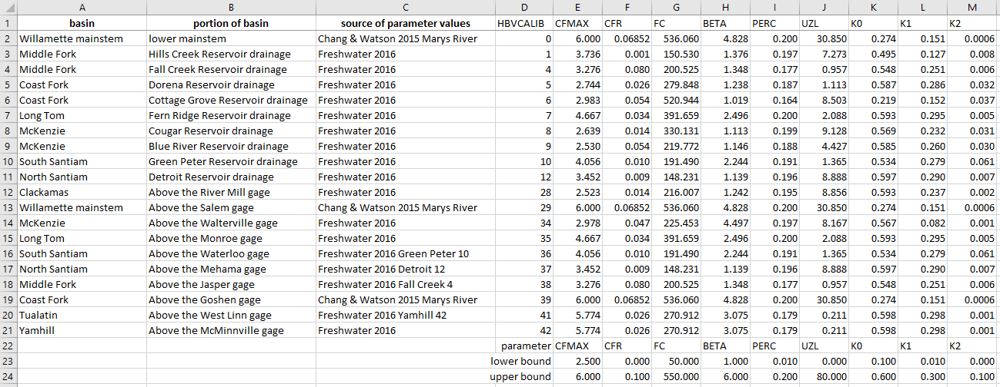 A B C D E F G H I J K L M
1 basin portion of basin source of parameter values HBVCALIB CFMAX CFR FC BETA PERC UZL K0 K1 K2
2 Willamette mainstem lower mainstem Chang & Watson 2015 Marys River 0 6.000 0.06852 536.060 4.828 0.200 30.850 0.274 0.151 0.0006
3 Middle Fork Hills Creek Reservoir drainage Freshwater 2016 1 3.736 0.001 150.530 1.376 0.197 7.273 0.495 0.127 0.008
4 Middle Fork Fall Creek Reservoir drainage Freshwater 2016 4 3.276 0.080 200.525 1.348 0.177 0.957 0.548 0.251 0.006
5 Coast Fork Dorena Reservoir drainage Freshwater 2016 5 2.744 0.026 279.848 1.238 0.187 1.113 0.587 0.286 0.032
6 Coast Fork Cottage Grove Reservoir drainage Freshwater 2016 6 2.983 0.054 520.944 1.019 0.164 8.503 0.219 0.152 0.037
7 Long Tom Fern Ridge Reservoir drainage Freshwater 2016 7 4.667 0.034 391.659 2.496 0.200 2.088 0.593 0.295 0.005
8 McKenzie Cougar Reservoir drainage Freshwater 2016 8 2.639 0.014 330.131 1.113 0.199 9.128 0.569 0.232 0.031
9 McKenzie Blue River Reservoir drainage Freshwater 2016 9 2.530 0.054 219.772 1.146 0.188 4.427 0.585 0.260 0.030
10 South Santiam Green Peter Reservoir drainage Freshwater 2016 10 4.056 0.010 191.490 2.244 0.191 1.365 0.534 0.279 0.061
11 North Santiam Detroit Reservoir drainage Freshwater 2016 12 3.452 0.009 148.231 1.139 0.196 8.888 0.597 0.290 0.007
12 Clackamas Above the River Mill gage Freshwater 2016 28 2.523 0.014 216.007 1.242 0.195 8.856 0.593 0.237 0.002
13 Willamette mainstem Above the Salem gage Chang & Watson 2015 Marys River 29 6.000 0.06852 536.060 4.828 0.200 30.850 0.274 0.151 0.0006
14 McKenzie Above the Walterville gage Freshwater 2016 34 2.978 0.047 225.453 4.497 0.197 8.167 0.567 0.082 0.001
15 Long Tom Above the Monroe gage Freshwater 2016 35 4.667 0.034 391.659 2.496 0.200 2.088 0.593 0.295 0.005
16 South Santiam Above the Waterloo gage Freshwater 2016 Green Peter 10 36 4.056 0.010 191.490 2.244 0.191 1.365 0.534 0.279 0.061
17 North Santiam Above the Mehama gage Freshwater 2016 Detroit 12 37 3.452 0.009 148.231 1.139 0.196 8.888 0.597 0.290 0.007
18 Middle Fork Above the Jasper gage Freshwater 2016 Fall Creek 4 38 3.276 0.080 200.525 1.348 0.177 0.957 0.548 0.251 0.006
19 Coast Fork Above the Goshen gage Chang & Watson 2015 Marys River 39 6.000 0.06852 536.060 4.828 0.200 30.850 0.274 0.151 0.0006
20 Tualatin Above the West Linn gage Freshwater 2016 Yamhill 42 41 5.774 0.026 270.912 3.075 0.179 0.211 0.598 0.298 0.001
21 Yamhill Above the McMinnville gage Freshwater 2016 42 5.774 0.026 270.912 3.075 0.179 0.211 0.598 0.298 0.001
22 parameter CFMAX CFR FC BETA PERC UZL K0 K1 K2
23 lower bound 2.500 0.000 50.000 1.000 0.010 0.000 0.100 0.010 0.000
24 upper bound 6.000 0.100 550.000 6.000 0.200 80.000 0.600 0.300 0.100